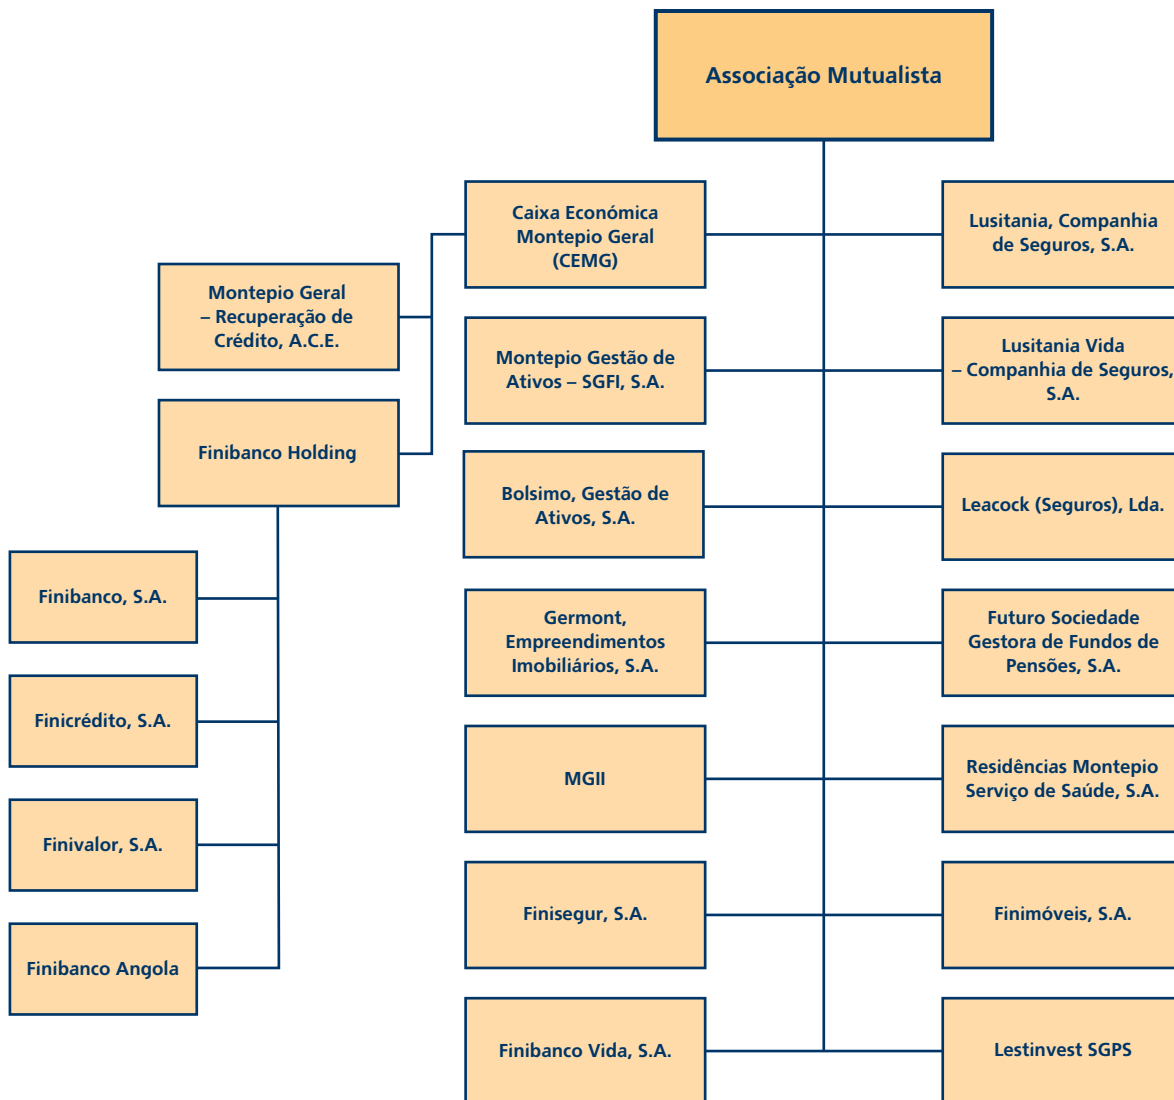 Associação Mutualista
Caixa Económica
Montepio Geral
(CEMG)
Lusitania, Companhia
de Seguros, S.A.
Montepio Geral
– Recuperação de
Crédito, A.C.E.
Montepio Gestão de
Ativos – SGFI, S.A.
Lusitania Vida
– Companhia de Seguros,
S.A.
Finibanco Holding
Bolsimo, Gestão de
Ativos, S.A.
Leacock (Seguros), Lda.
Finibanco, S.A.
Germont,
Empreendimentos
Imobiliários, S.A.
Futuro Sociedade
Gestora de Fundos de
Pensões, S.A.
Finicrédito, S.A.
MGII
Residências Montepio
Serviço de Saúde, S.A.
Finivalor, S.A.
Finisegur, S.A.
Finimóveis, S.A.
Finibanco Angola
Finibanco Vida, S.A.
Lestinvest SGPS